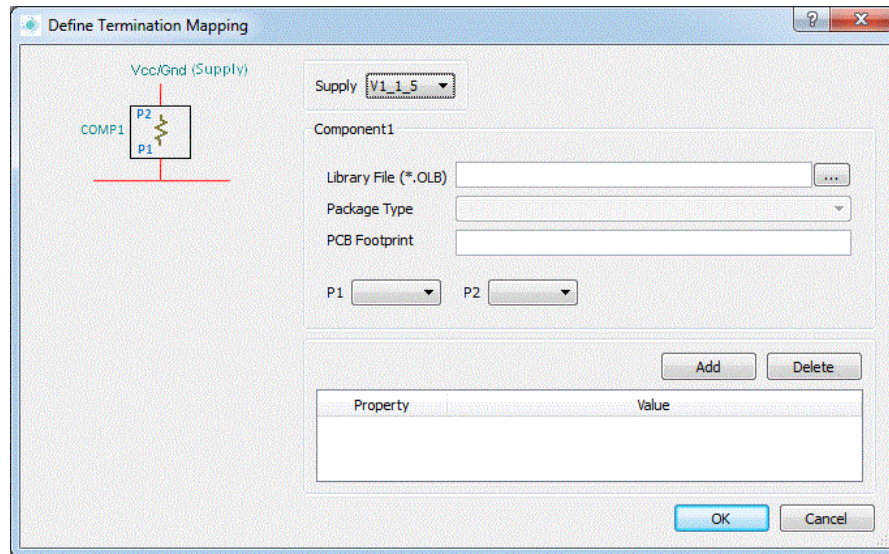 Define Termination Mapping
Vcc/Gnd (Supply)
P2
COMP1
P1
Supply V1_1_5
Component1
Library File (*.OLB) ...
Package Type
PCB Footprint
P1 P2
Add Delete
Property Value
OK Cancel